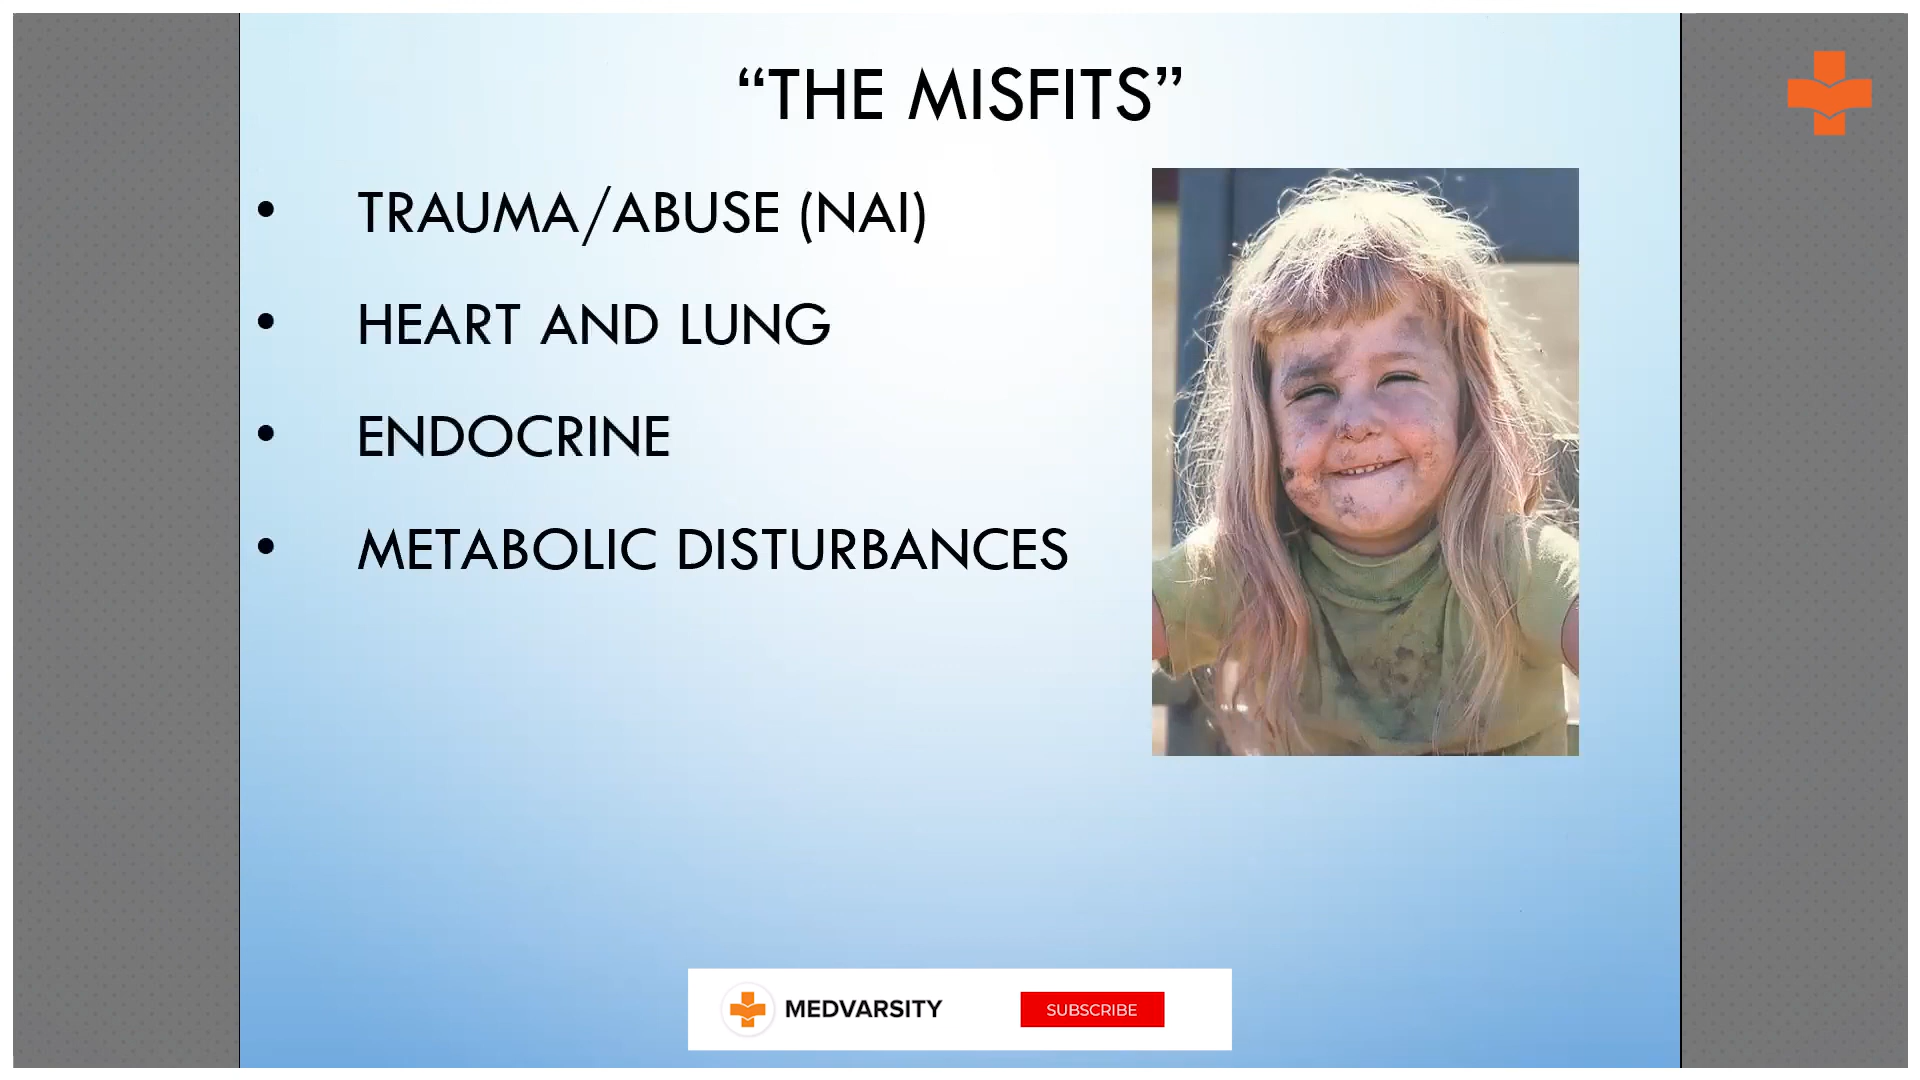 “THE MISFITS”
• TRAUMA/ABUSE (NAI)
• HEART AND LUNG
• ENDOCRINE
• METABOLIC DISTURBANCES
MEDVARSITY
SUBSCRIBE